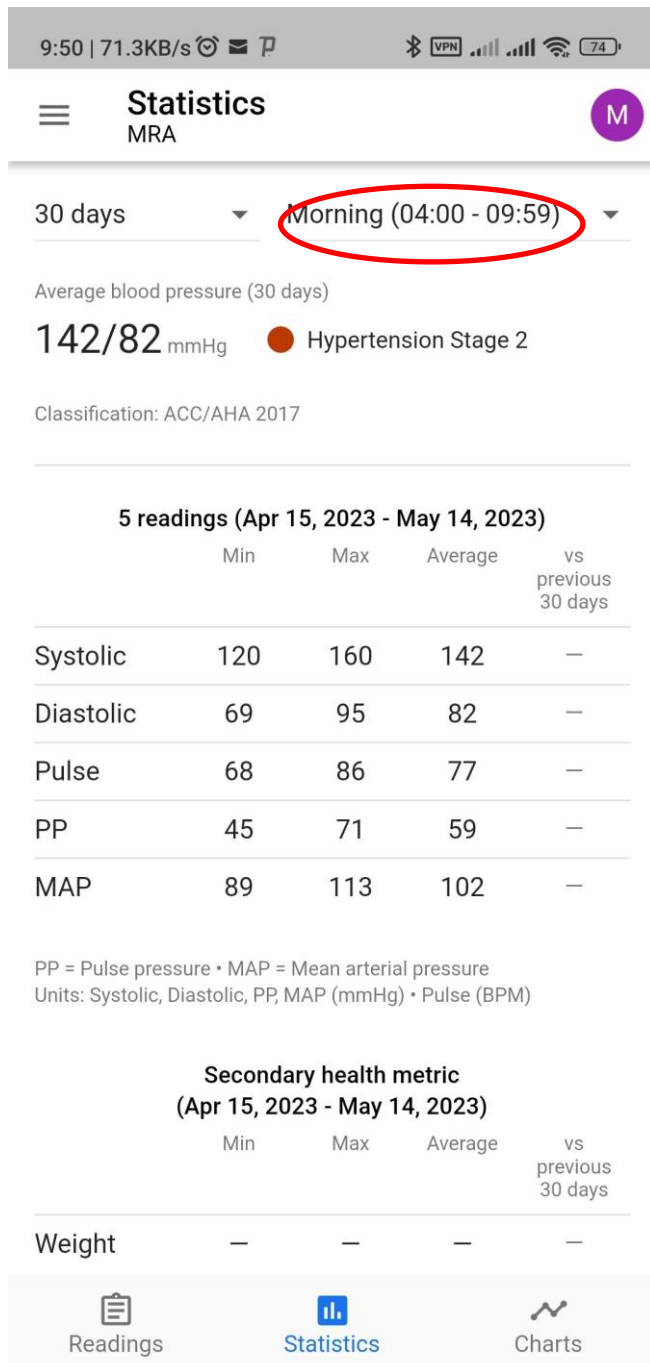 9:50 | 71.3KB/s VPN 74
Statistics
MRA
M
30 days Morning (04:00 - 09:59)
Average blood pressure (30 days)
142/82 mmHg Hypertension Stage 2
Classification: ACC/AHA 2017
5 readings (Apr 15, 2023 - May 14, 2023)
Min Max Average vs
previous
30 days
Systolic 120 160 142 —
Diastolic 69 95 82 —
Pulse 68 86 77 —
PP 45 71 59 —
MAP 89 113 102 —
PP = Pulse pressure • MAP = Mean arterial pressure
Units: Systolic, Diastolic, PP, MAP (mmHg) • Pulse (BPM)
Secondary health metric
(Apr 15, 2023 - May 14, 2023)
Min Max Average vs
previous
30 days
Weight — — — —
Readings Statistics Charts